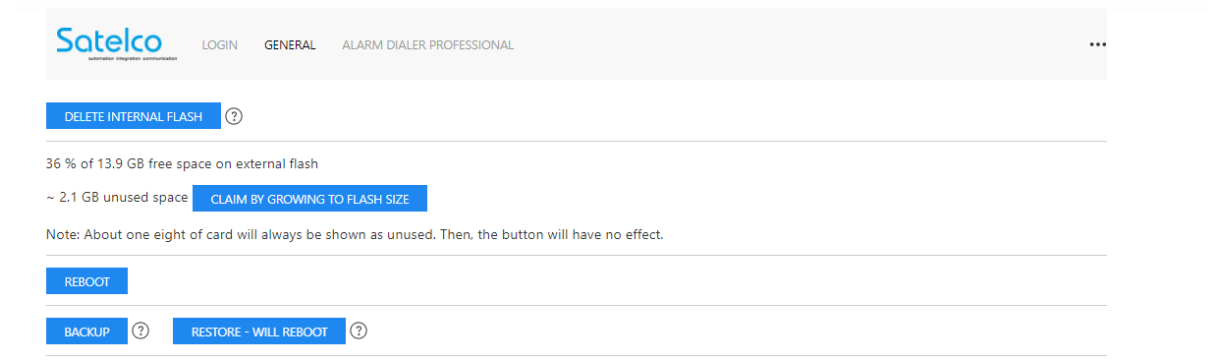 Satelco LOGIN GENERAL ALARM DIALER PROFESSIONAL
automation integration communication
DELETE INTERNAL FLASH ?
36 % of 13.9 GB free space on external flash
~ 2.1 GB unused space CLAIM BY GROWING TO FLASH SIZE
Note: About one eight of card will always be shown as unused. Then, the button will have no effect.
REBOOT
BACKUP ? RESTORE - WILL REBOOT ?